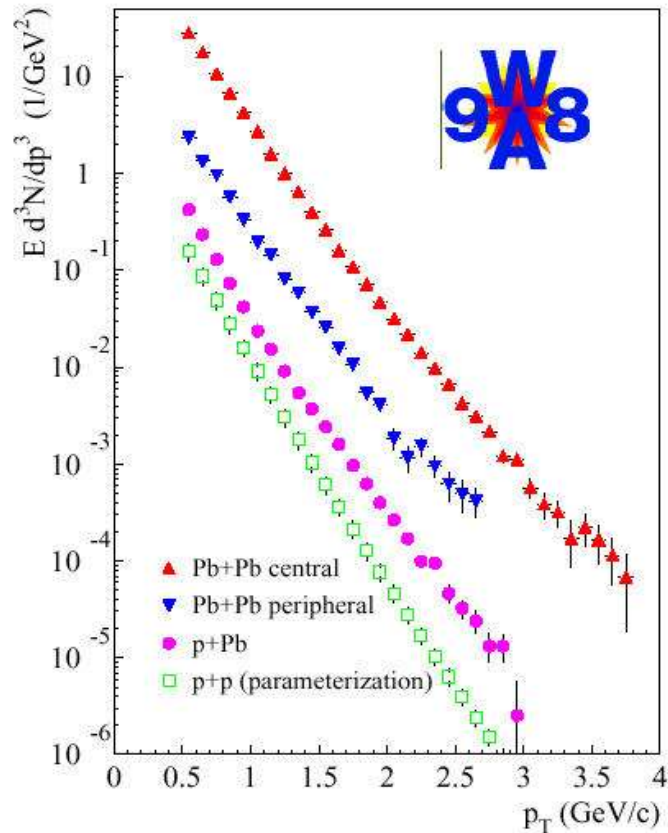 E d³N/dp³ (1/GeV²)
10
1
10⁻¹
10⁻²
10⁻³
10⁻⁴
10⁻⁵
10⁻⁶
W
9 8
A
Pb+Pb central
Pb+Pb peripheral
p+Pb
p+p (parameterization)
0 0.5 1 1.5 2 2.5 3 3.5 4
p_T (GeV/c)